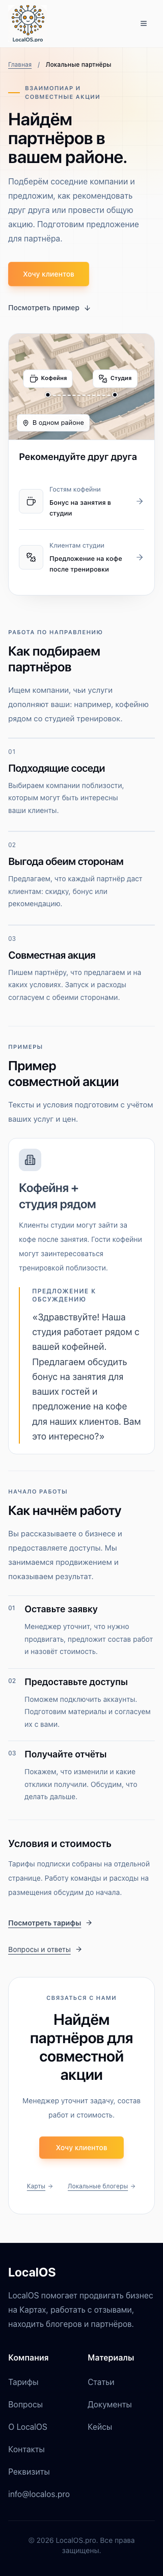 LocalOS.pro
Главная / Локальные партнёры
ВЗАИМОПИАР И
СОВМЕСТНЫЕ АКЦИИ
Найдём
партнёров в
вашем районе.
Подберём соседние компании и
предложим, как рекомендовать
друг друга или провести общую
акцию. Подготовим предложение
для партнёра.
Хочу клиентов
Посмотреть пример ↓
Кофейня
Студия
В одном районе
Рекомендуйте друг друга
Гостям кофейни
Бонус на занятия в
студии
Клиентам студии
Предложение на кофе
после тренировки
РАБОТА ПО НАПРАВЛЕНИЮ
Как подбираем
партнёров
Ищем компании, чьи услуги
дополняют ваши: например, кофейню
рядом со студией тренировок.
01
Подходящие соседи
Выбираем компании поблизости,
которым могут быть интересны
ваши клиенты.
02
Выгода обеим сторонам
Предлагаем, что каждый партнёр даст
клиентам: скидку, бонус или
рекомендацию.
03
Совместная акция
Пишем партнёру, что предлагаем и на
каких условиях. Запуск и расходы
согласуем с обеими сторонами.
ПРИМЕРЫ
Пример
совместной акции
Тексты и условия подготовим с учётом
ваших услуг и цен.
Кофейня +
студия рядом
Клиенты студии могут зайти за
кофе после занятия. Гости кофейни
могут заинтересоваться
тренировкой поблизости.
ПРЕДЛОЖЕНИЕ К
ОБСУЖДЕНИЮ
«Здравствуйте! Наша
студия работает рядом с
вашей кофейней.
Предлагаем обсудить
бонус на занятия для
ваших гостей и
предложение на кофе
для наших клиентов. Вам
это интересно?»
НАЧАЛО РАБОТЫ
Как начнём работу
Вы рассказываете о бизнесе и
предоставляете доступы. Мы
занимаемся продвижением и
показываем результат.
01 Оставьте заявку
Менеджер уточнит, что нужно
продвигать, предложит состав работ
и назовёт стоимость.
02 Предоставьте доступы
Поможем подключить аккаунты.
Подготовим материалы и согласуем
их с вами.
03 Получайте отчёты
Покажем, что изменили и какие
отклики получили. Обсудим, что
делать дальше.
Условия и стоимость
Тарифы подписки собраны на отдельной
странице. Работу команды и расходы на
размещения обсудим до начала.
Посмотреть тарифы →
Вопросы и ответы →
СВЯЗАТЬСЯ С НАМИ
Найдём
партнёров для
совместной
акции
Менеджер уточнит задачу, состав
работ и стоимость.
Хочу клиентов
Карты → Локальные блогеры →
LocalOS
LocalOS помогает продвигать бизнес
на Картах, работать с отзывами,
находить блогеров и партнёров.
Компания Материалы
Тарифы Статьи
Вопросы Документы
О LocalOS Кейсы
Контакты
Реквизиты
info@localos.pro
© 2026 LocalOS.pro. Все права
защищены.